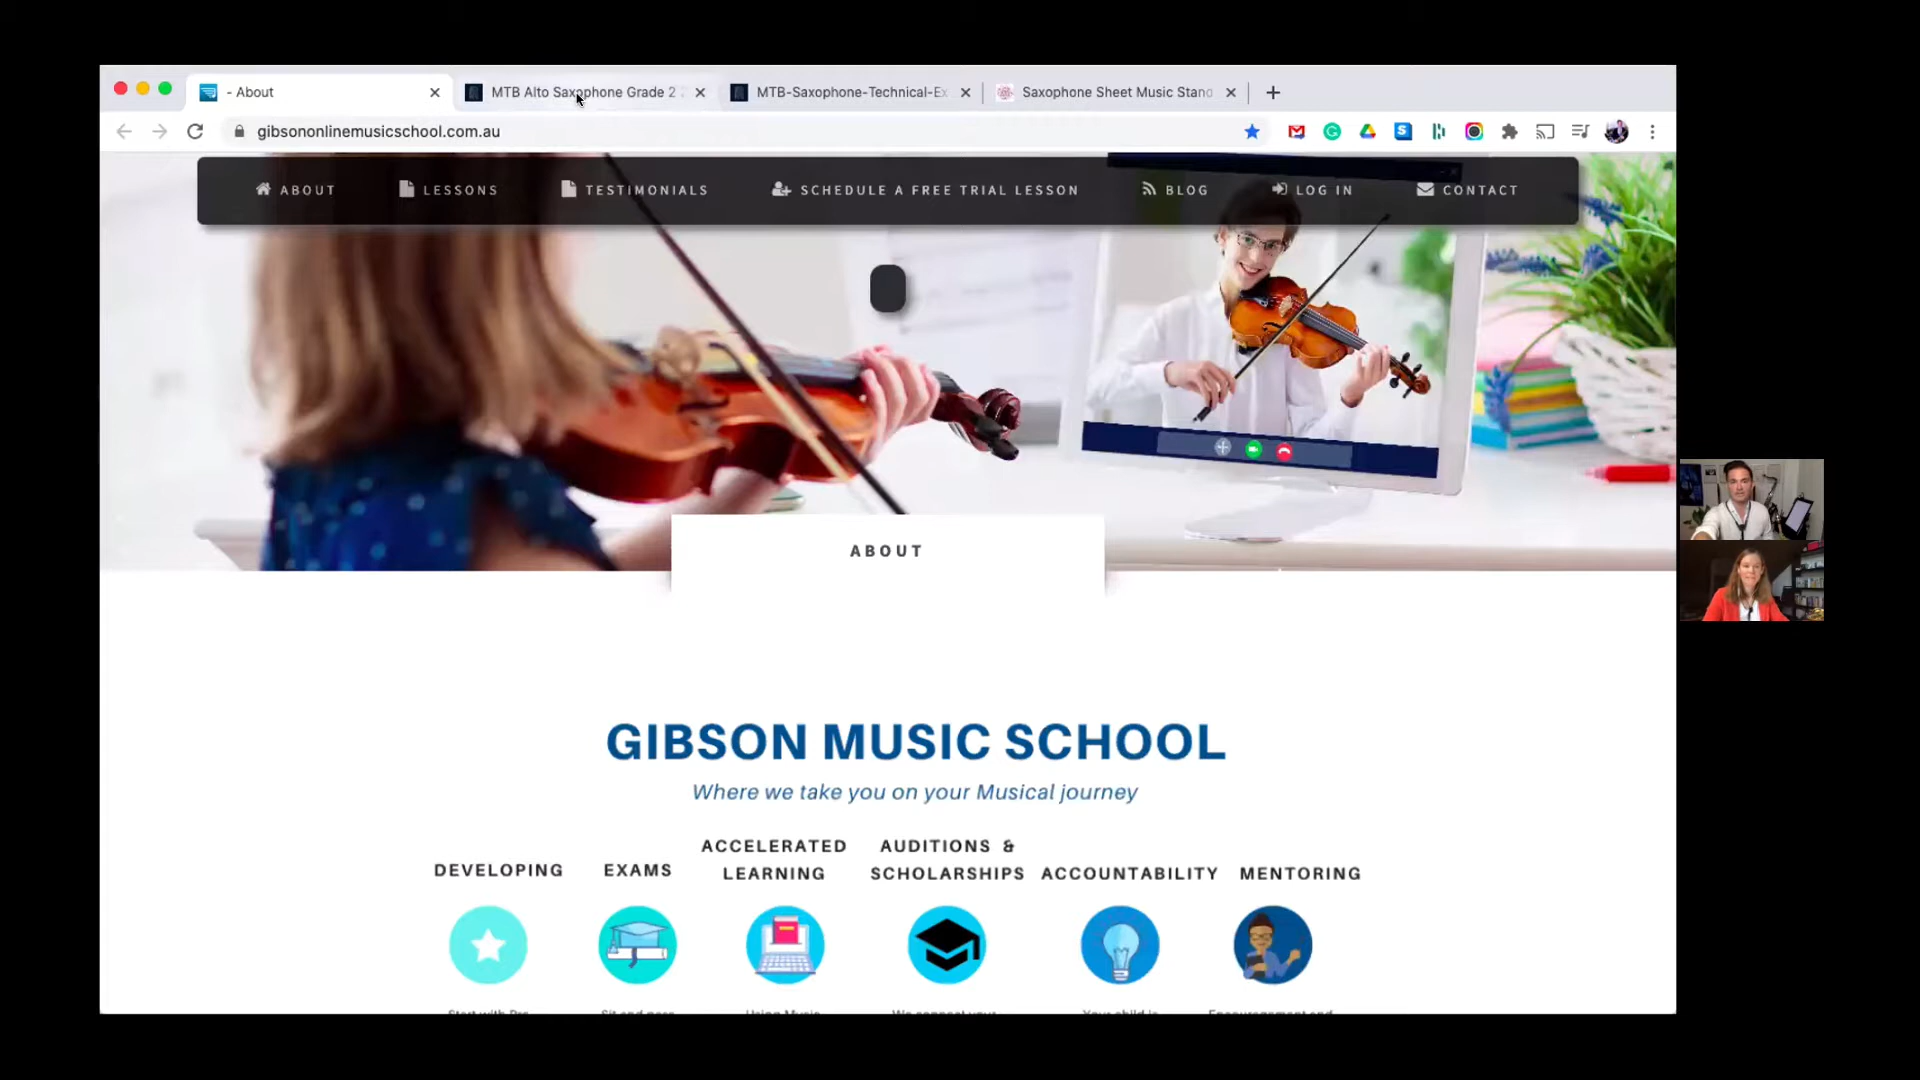 - About
MTB Alto Saxophone Grade 2
MTB-Saxophone-Technical-Ex
Saxophone Sheet Music Stand
gibsononlinemusicschool.com.au
ABOUT
LESSONS
TESTIMONIALS
SCHEDULE A FREE TRIAL LESSON
BLOG
LOG IN
CONTACT
ABOUT
GIBSON MUSIC SCHOOL
Where we take you on your Musical journey
DEVELOPING
EXAMS
ACCELERATED
LEARNING
AUDITIONS &
SCHOLARSHIPS
ACCOUNTABILITY
MENTORING